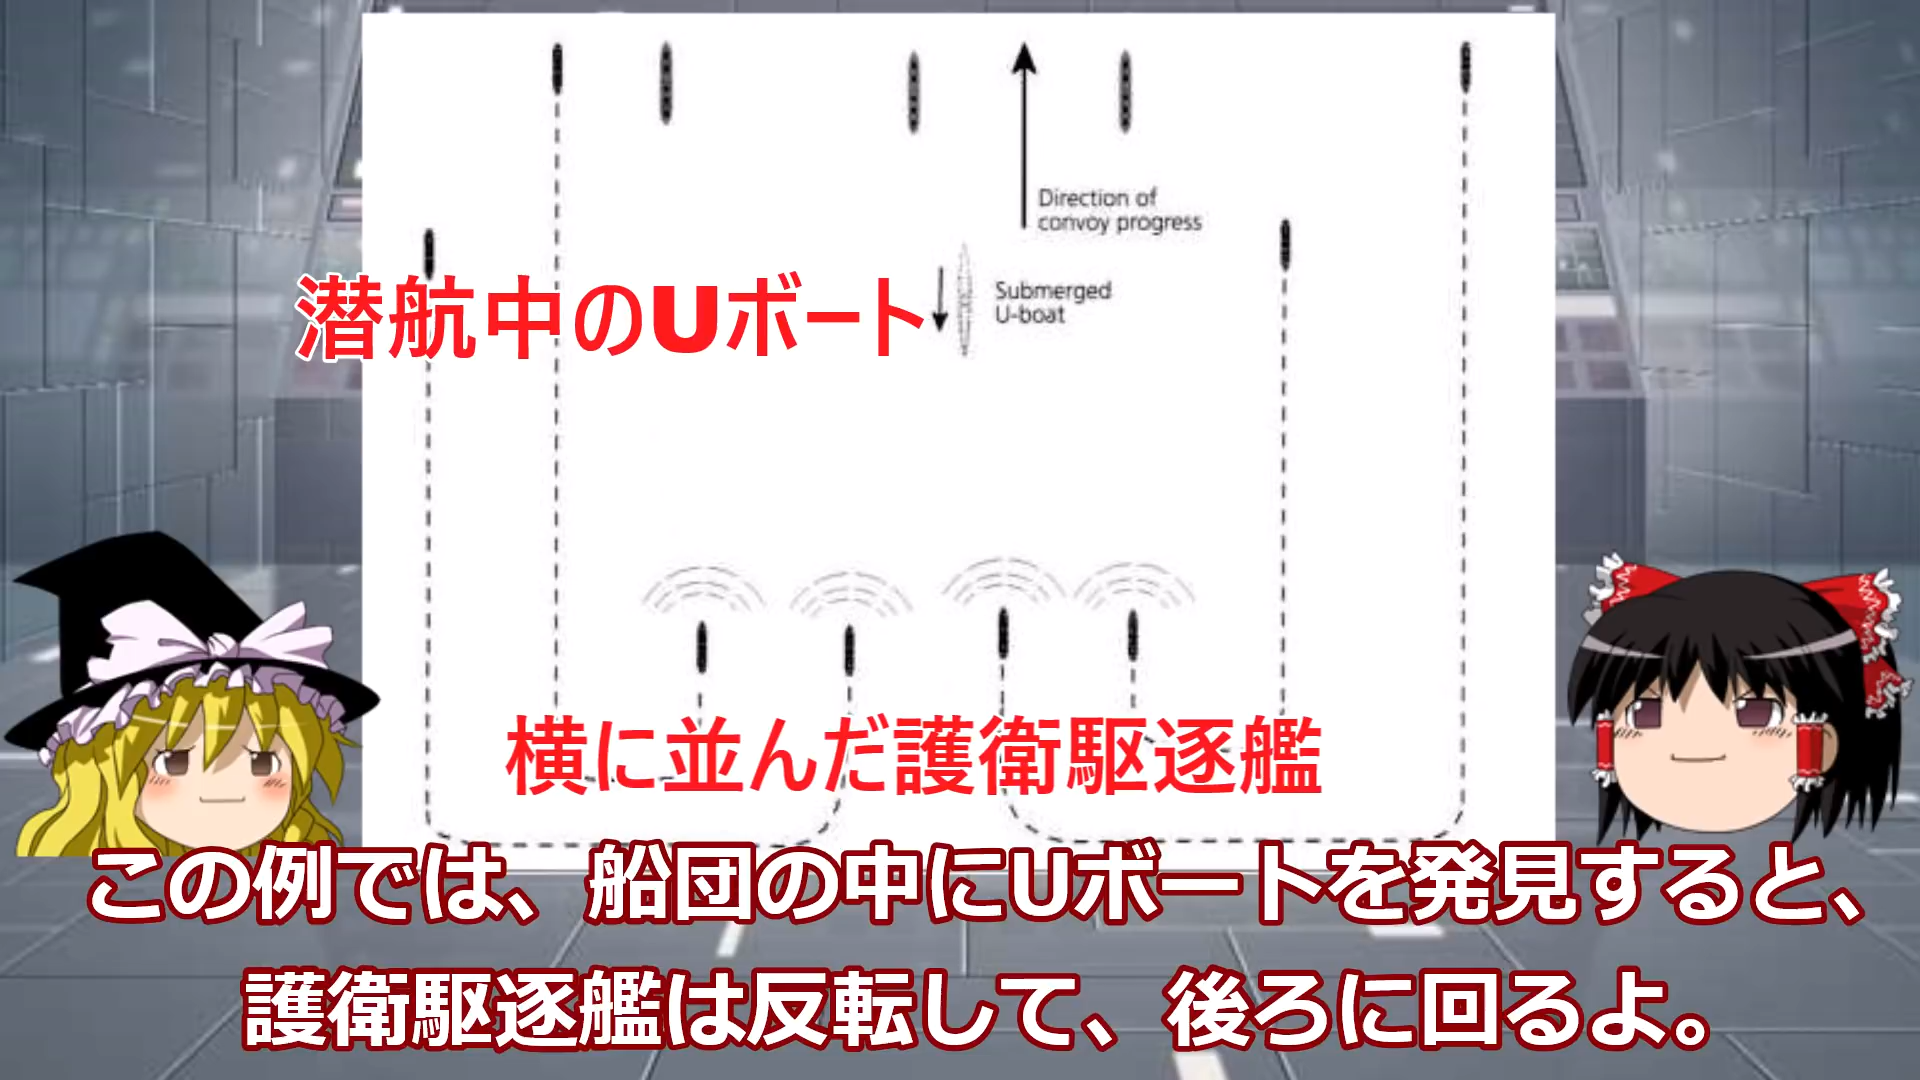 Direction of
convoy progress
潜航中のUボート
Submerged
U-boat
横に並んだ護衛駆逐艦
この例では、船団の中にUボートを発見すると、
護衛駆逐艦は反転して、後ろに回るよ。